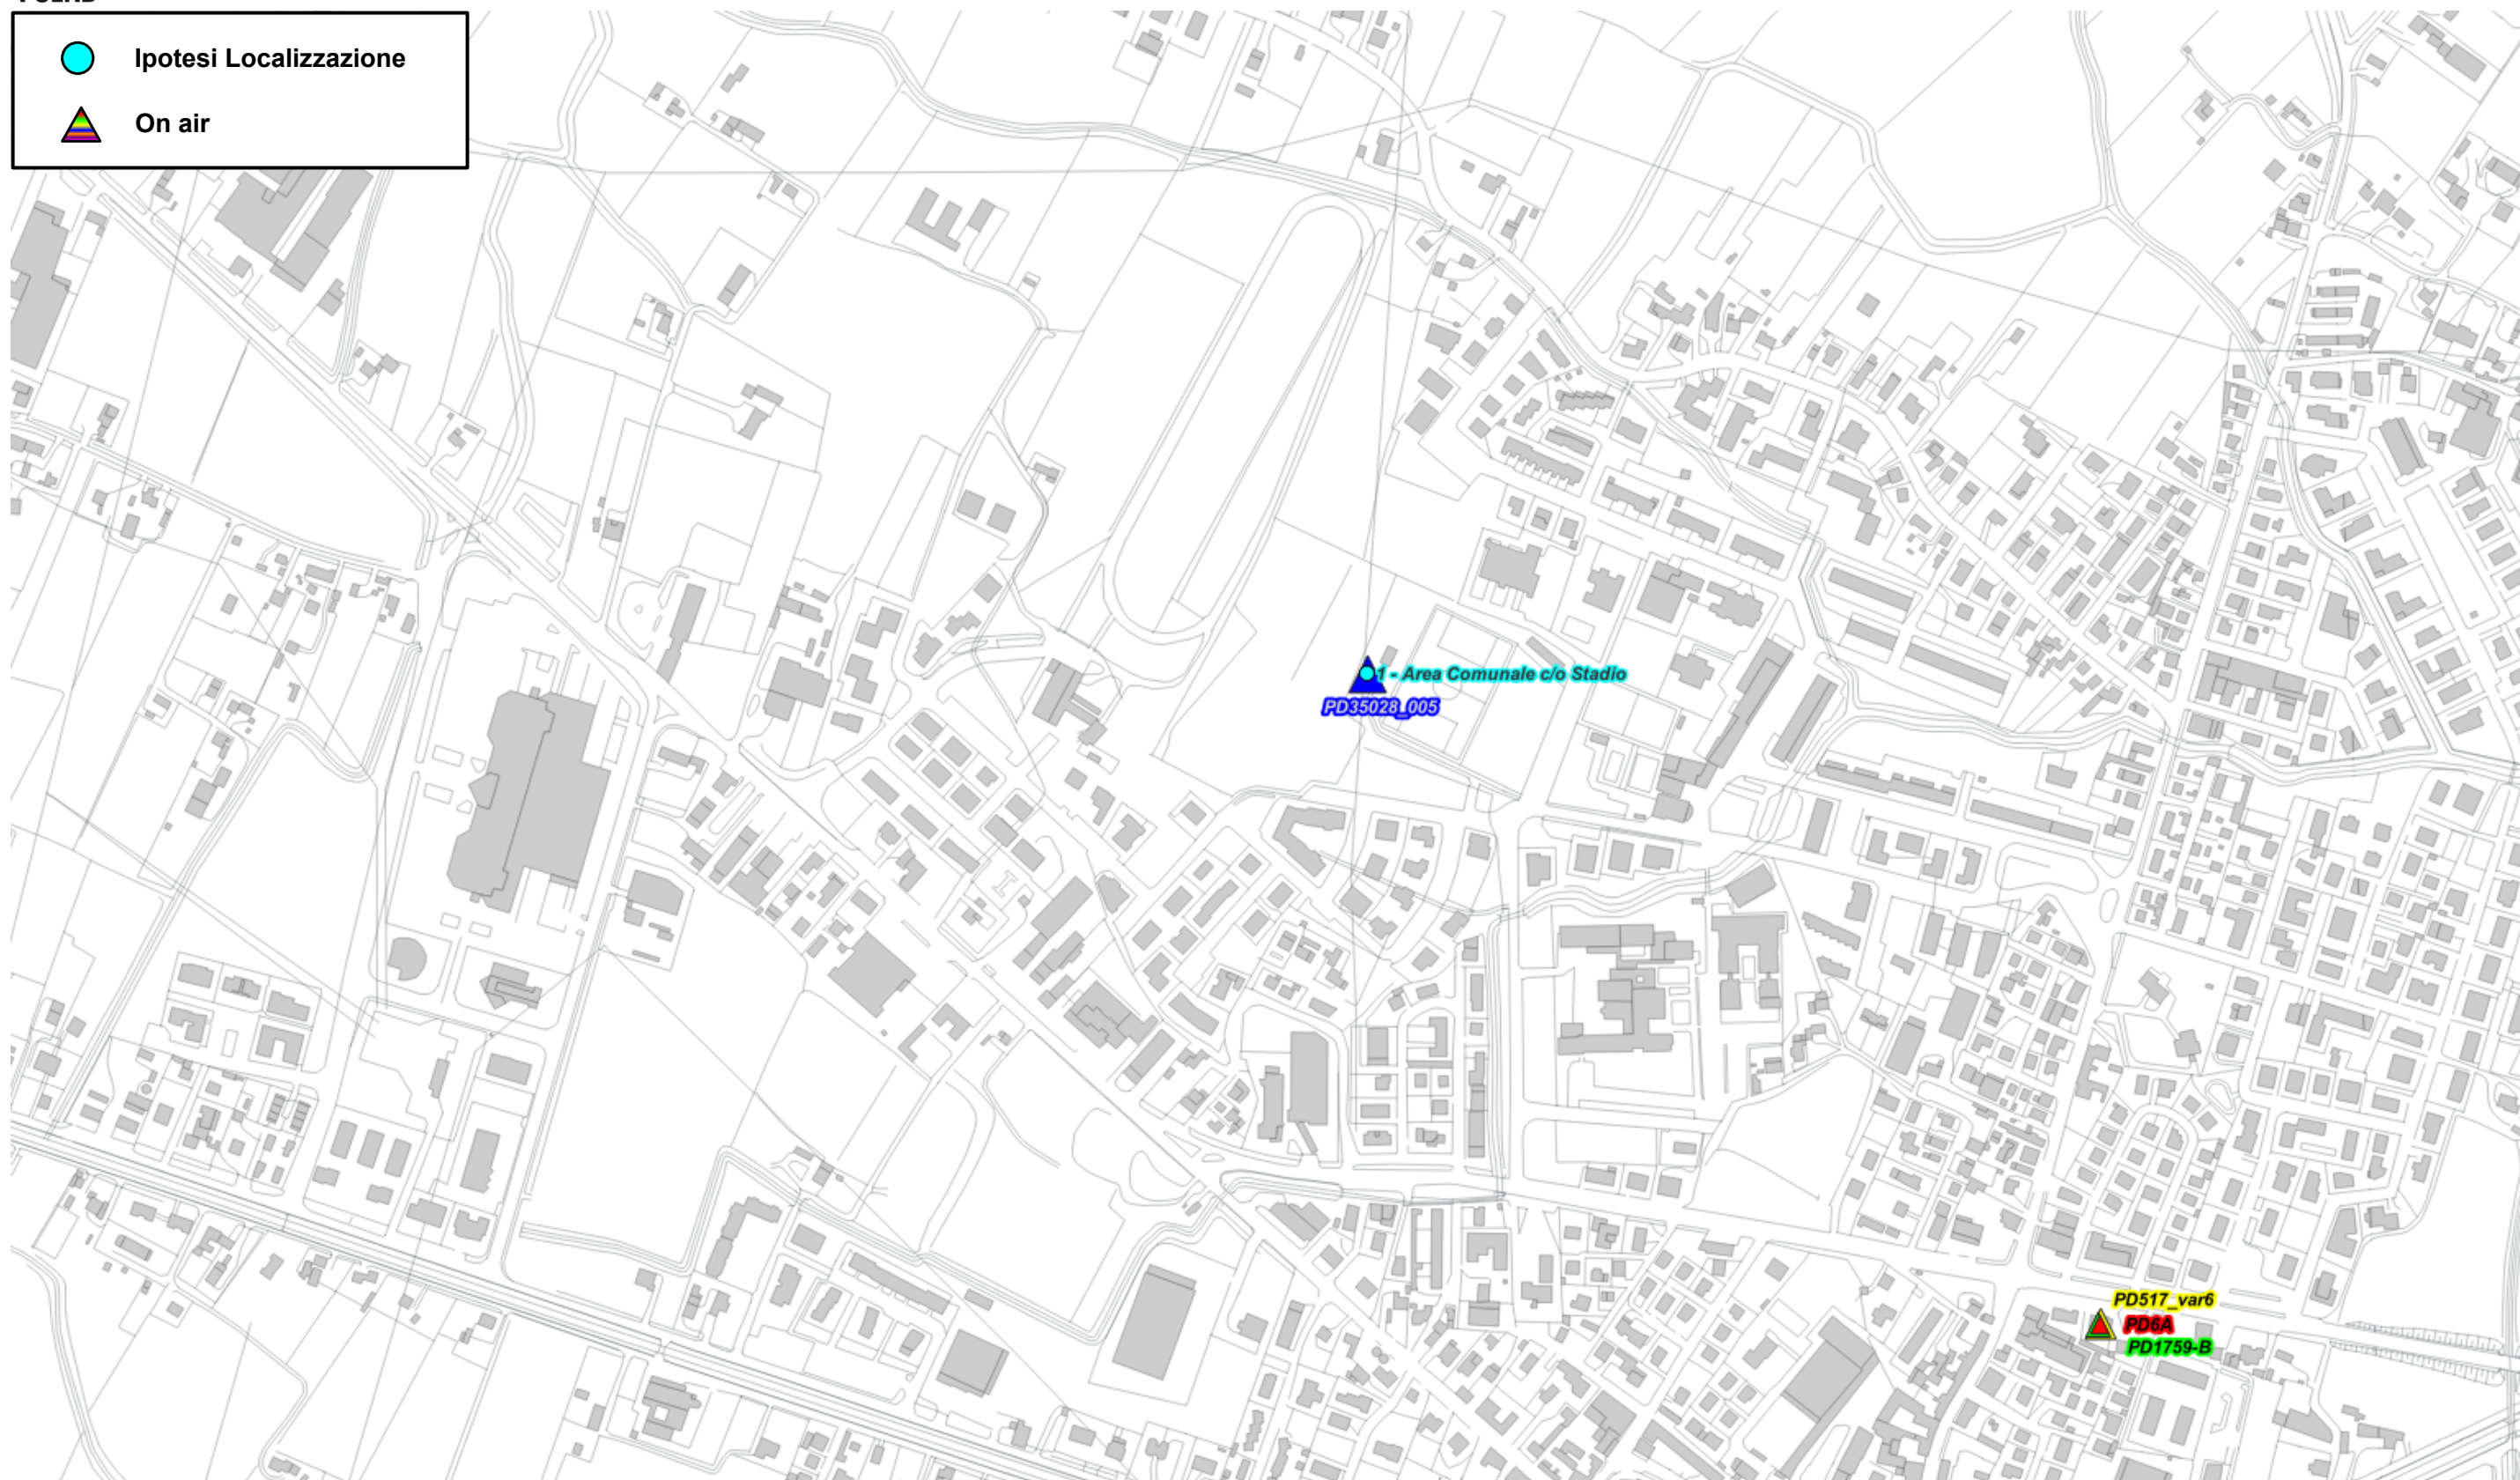 Ipotesi Localizzazione
On air
1 - Area Comunale c/o Stadio
PD35028_005
PD517_var6
PD6A
PD1759-B